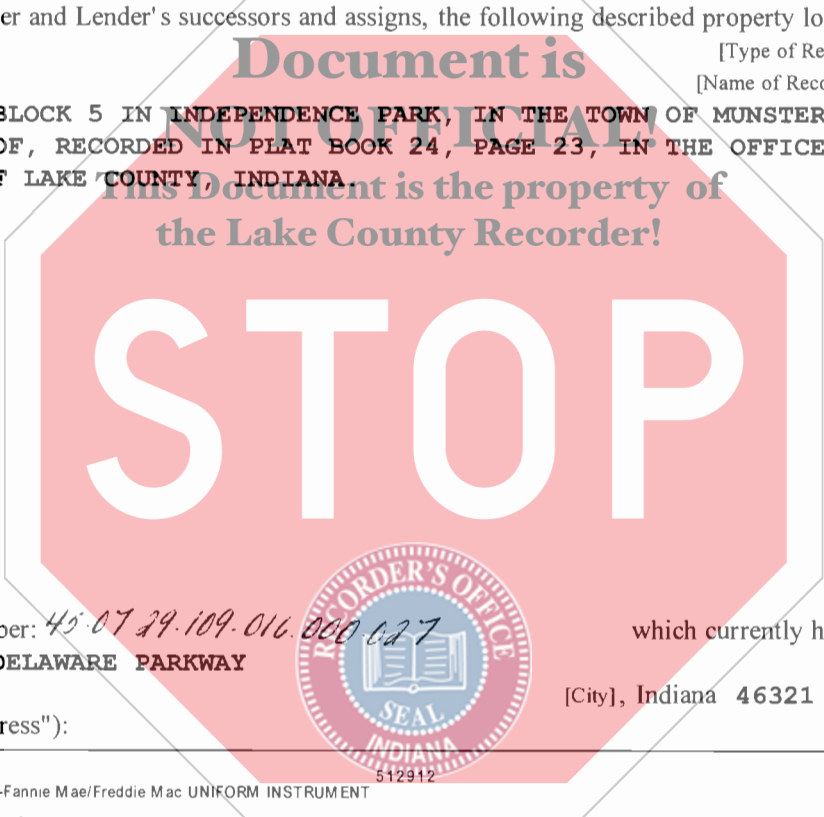 er and Lender's successors and assigns, the following described property lo
[Type of Re
[Name of Reco
Document is
BLOCK 5 IN INDEPENDENCE PARK, IN THE TOWN OF MUNSTER
NOT OFFICIAL!
OF, RECORDED IN PLAT BOOK 24, PAGE 23, IN THE OFFICE
F LAKE COUNTY, INDIANA.
This Document is the property of
the Lake County Recorder!
STOP
ber: 45-07-29-109-016.000-027
which currently h
DELAWARE PARKWAY
[City], Indiana 46321
ress"):
RECORDER'S OFFICE
SEAL
INDIANA
512912
-Fannie Mae/Freddie Mac UNIFORM INSTRUMENT